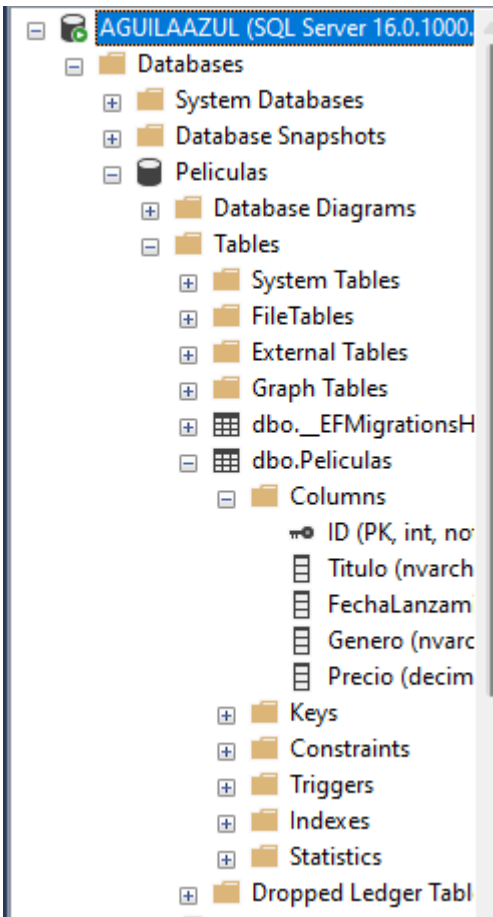 AGUILAAZUL (SQL Server 16.0.1000.
Databases
System Databases
Database Snapshots
Peliculas
Database Diagrams
Tables
System Tables
FileTables
External Tables
Graph Tables
dbo.__EFMigrationsH
dbo.Peliculas
Columns
ID (PK, int, no
Titulo (nvarch
FechaLanzam
Genero (nvarc
Precio (decim
Keys
Constraints
Triggers
Indexes
Statistics
Dropped Ledger Tabl